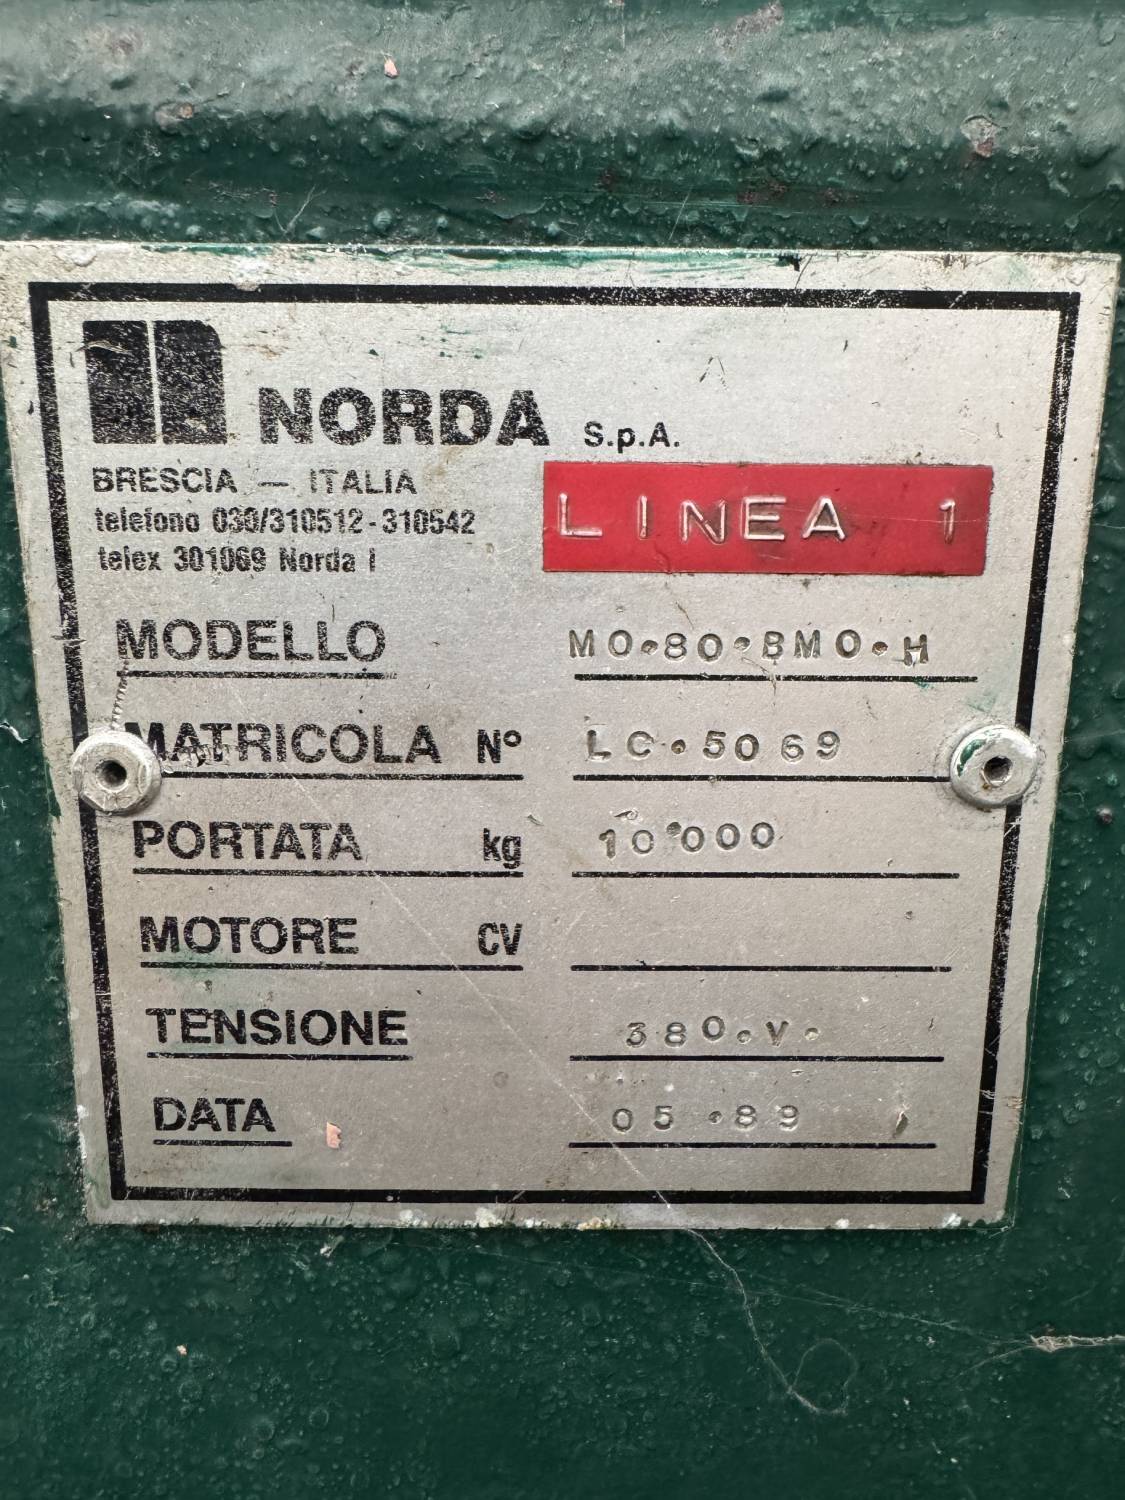 NORDA S.p.A.
BRESCIA — ITALIA
telefono 030/310512-310542
telex 301069 Norda I
LINEA 1
MODELLO MO•80•BMO•H
MATRICOLA N° LC•5069
PORTATA kg 10•000
MOTORE CV
TENSIONE 380•V•
DATA 05•89